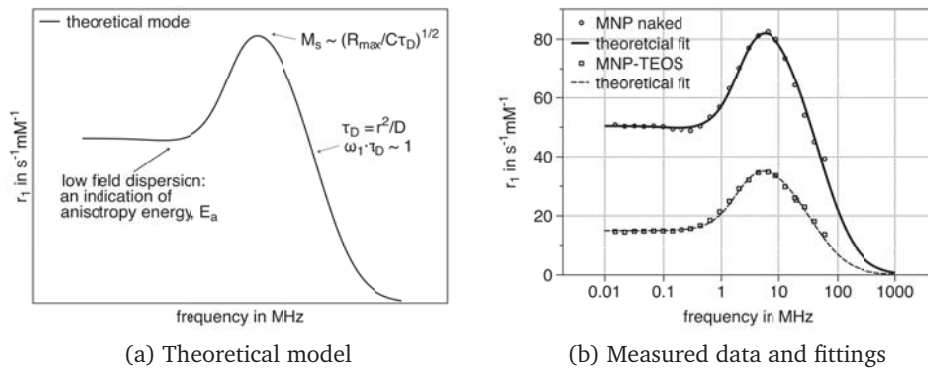 theoretical model
M_s ~ (R_max/Cτ_D)^1/2
τ_D = r^2/D
ω_1·τ_D ~ 1
low field dispersion:
an indication of
anisotropy energy, E_a
r_1 in s^-1mM^-1
frequency in MHz
(a) Theoretical model
MNP naked
theoretcial fit
MNP-TEOS
theoretical fit
80
60
40
20
0
r_1 in s^-1mM^-1
0.01 0.1 1 10 100 1000
frequency in MHz
(b) Measured data and fittings